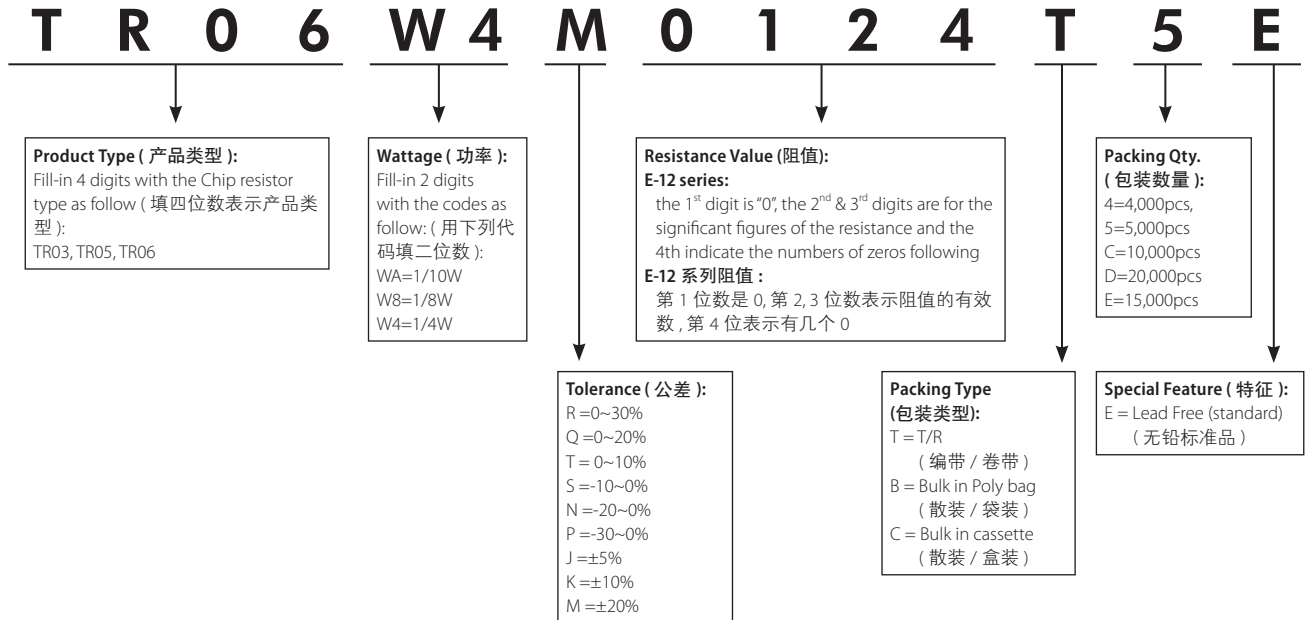 T R 0 6 W 4 M 0 1 2 4 T 5 E
Product Type ( 产品类型 ):
Fill-in 4 digits with the Chip resistor
type as follow ( 填四位数表示产品类
型 ):
TR03, TR05, TR06
Wattage ( 功率 ):
Fill-in 2 digits
with the codes as
follow: ( 用下列代
码填二位数 ):
WA=1/10W
W8=1/8W
W4=1/4W
Resistance Value (阻值):
E-12 series:
the 1st digit is “0”, the 2nd & 3rd digits are for the
significant figures of the resistance and the
4th indicate the numbers of zeros following
E-12 系列阻值 :
第 1 位数是 0, 第 2, 3 位数表示阻值的有效
数 , 第 4 位表示有几个 0
Packing Qty.
( 包装数量 ):
4=4,000pcs,
5=5,000pcs
C=10,000pcs
D=20,000pcs
E=15,000pcs
Tolerance ( 公差 ):
R =0~30%
Q =0~20%
T = 0~10%
S =-10~0%
N =-20~0%
P =-30~0%
J =±5%
K =±10%
M =±20%
Packing Type
(包装类型):
T = T/R
( 编带 / 卷带 )
B = Bulk in Poly bag
( 散装 / 袋装 )
C = Bulk in cassette
( 散装 / 盒装 )
Special Feature ( 特征 ):
E = Lead Free (standard)
( 无铅标准品 )